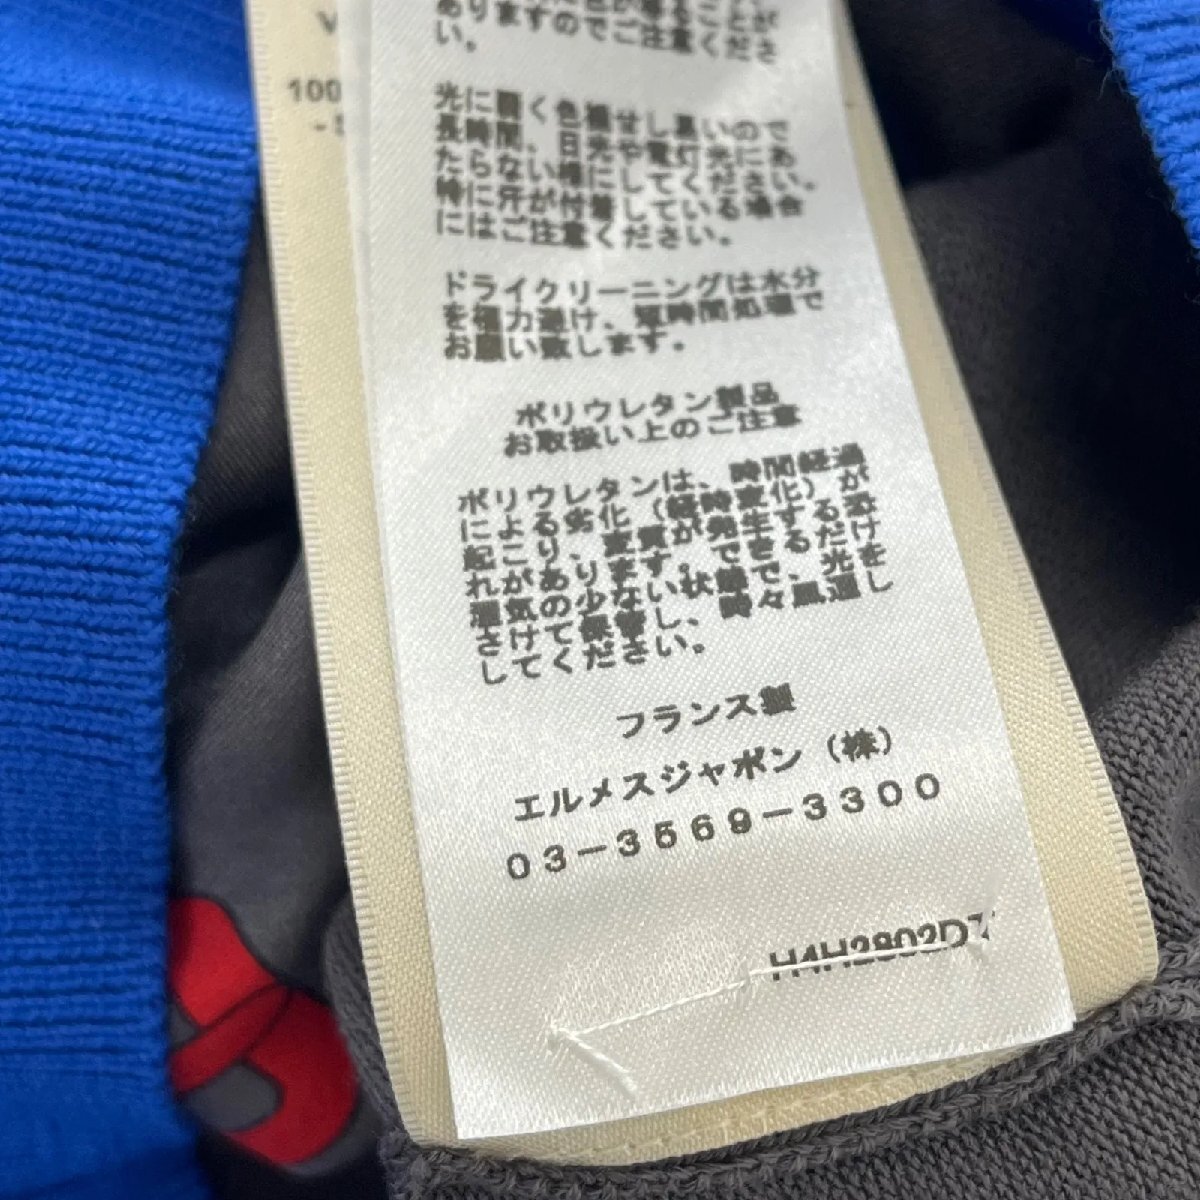 ありますのでご注意くださ
い。
光に弱く色褪せし易いので
長時間、日光や電灯光にあ
たらない様にしてください。
特に汗が付着している場合
にはご注意ください。
ドライクリーニングは水分
を極力避け、短時間処理で
お願い致します。
ポリウレタン製品
お取扱い上のご注意
ポリウレタンは、時間経過
による劣化（経時変化）が
起こり、変質が発生する恐
れがあります。できるだけ
湿気の少ない状態で、光を
さけて保管し、時々風通し
してください。
フランス製
エルメスジャポン（株）
03-3569-3300
H4H2802D7
100